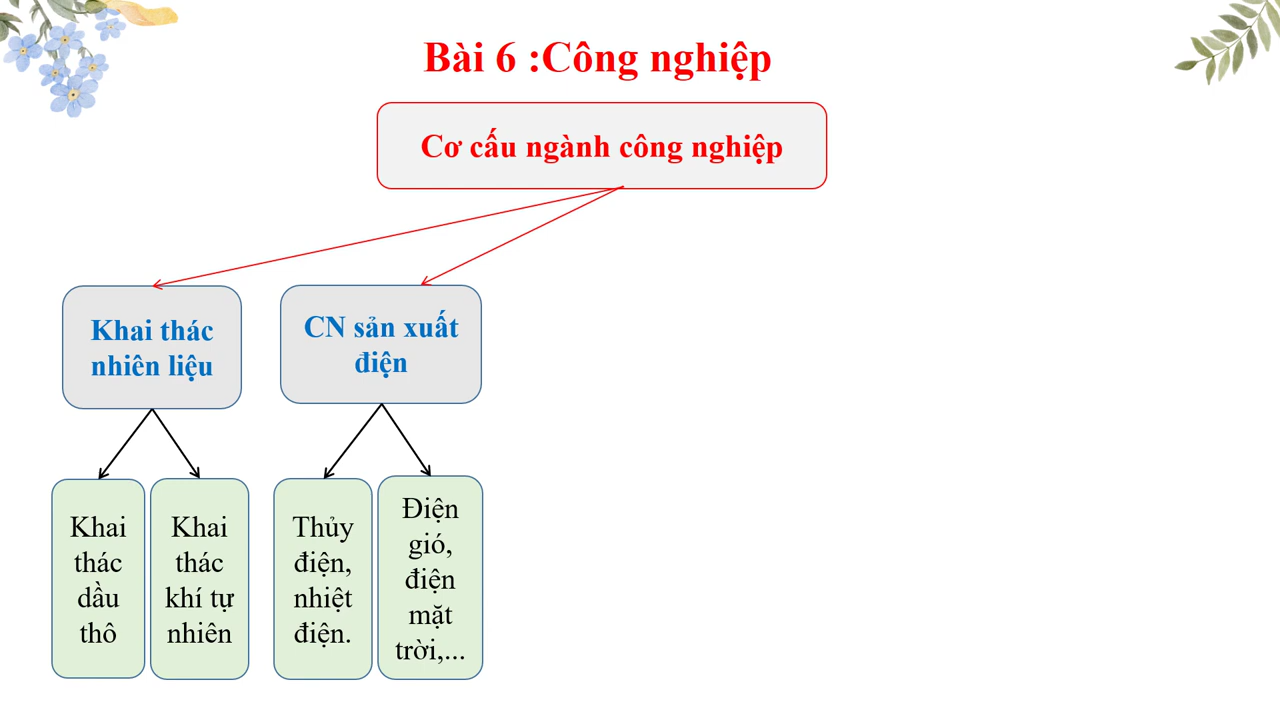 Bài 6 :Công nghiệp
Cơ cấu ngành công nghiệp
Khai thác
nhiên liệu
CN sản xuất
điện
Khai
thác
dầu
thô
Khai
thác
khí tự
nhiên
Thủy
điện,
nhiệt
điện.
Điện
gió,
điện
mặt
trời,...